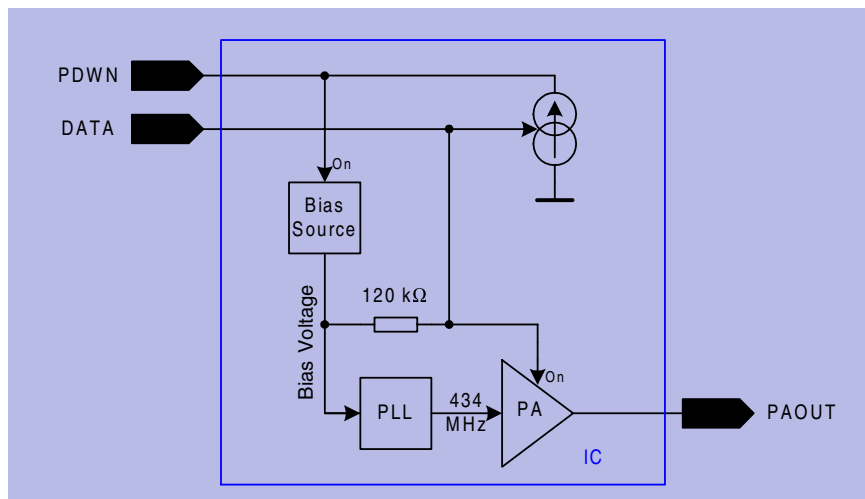 PDWN
DATA
On
Bias
Source
120 kΩ
Bias Voltage
PLL
434
MHz
PA
On
PAOUT
IC